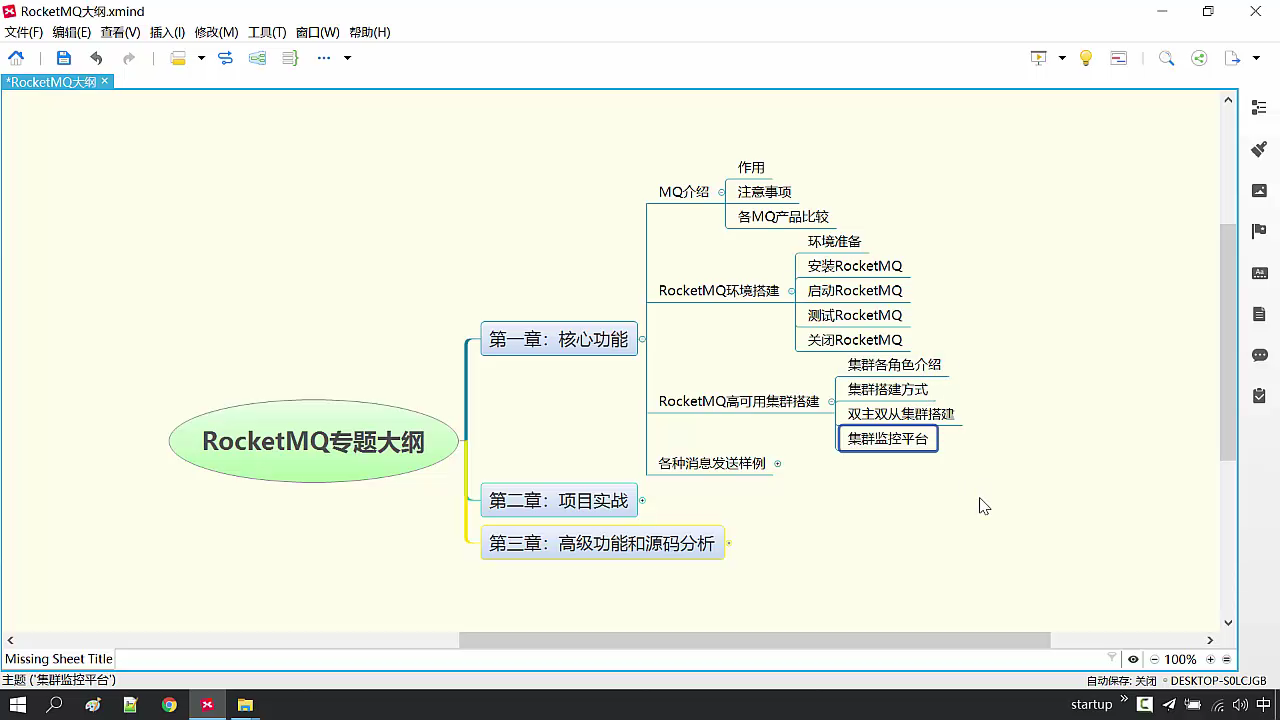 RocketMQ大纲.xmind
文件(F) 编辑(E) 查看(V) 插入(I) 修改(M) 工具(T) 窗口(W) 帮助(H)
*RocketMQ大纲
作用
MQ介绍
注意事项
各MQ产品比较
环境准备
安装RocketMQ
RocketMQ环境搭建
启动RocketMQ
测试RocketMQ
关闭RocketMQ
第一章：核心功能
集群各角色介绍
集群搭建方式
RocketMQ高可用集群搭建
双主双从集群搭建
集群监控平台
RocketMQ专题大纲
各种消息发送样例
第二章：项目实战
第三章：高级功能和源码分析
Missing Sheet Title
100%
主题 ('集群监控平台')
自动保存: 关闭
DESKTOP-S0LCJGB
startup
中